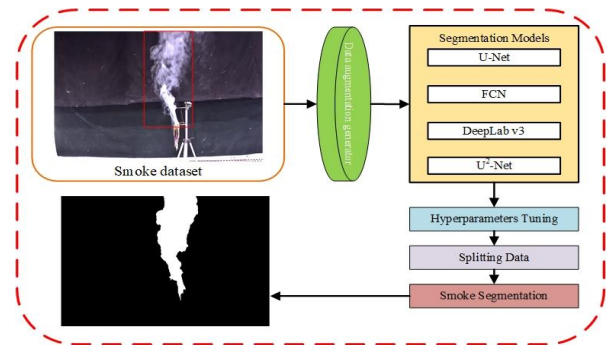 Smoke dataset
Data augmentation generator
Segmentation Models
U-Net
FCN
DeepLab v3
U²-Net
Hyperparameters Tuning
Splitting Data
Smoke Segmentation